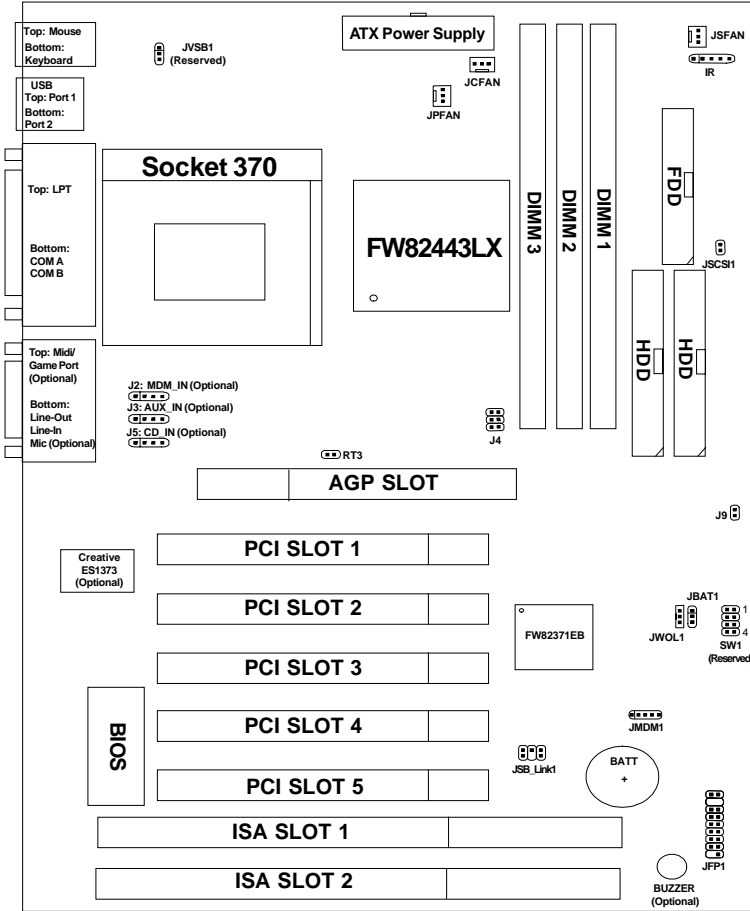 Top: Mouse
Bottom:
Keyboard
JVSB1
(Reserved)
ATX Power Supply
JSFAN
IR
JCFAN
JPFAN
USB
Top: Port 1
Bottom:
Port 2
Socket 370
Top: LPT
Bottom:
COM A
COM B
FW82443LX
DIMM 3
DIMM 2
DIMM 1
FDD
JSCSI1
HDD
HDD
Top: Midi/
Game Port
(Optional)
Bottom:
Line-Out
Line-In
Mic (Optional)
J2: MDM_IN (Optional)
J3: AUX_IN (Optional)
J5: CD_IN (Optional)
J4
RT3
AGP SLOT
J9
PCI SLOT 1
Creative
ES1373
(Optional)
PCI SLOT 2
FW82371EB
JBAT1
JWOL1
1
4
SW1
(Reserved)
PCI SLOT 3
BIOS
PCI SLOT 4
JMDM1
JSB_Link1
BATT
+
PCI SLOT 5
ISA SLOT 1
JFP1
ISA SLOT 2
BUZZER
(Optional)